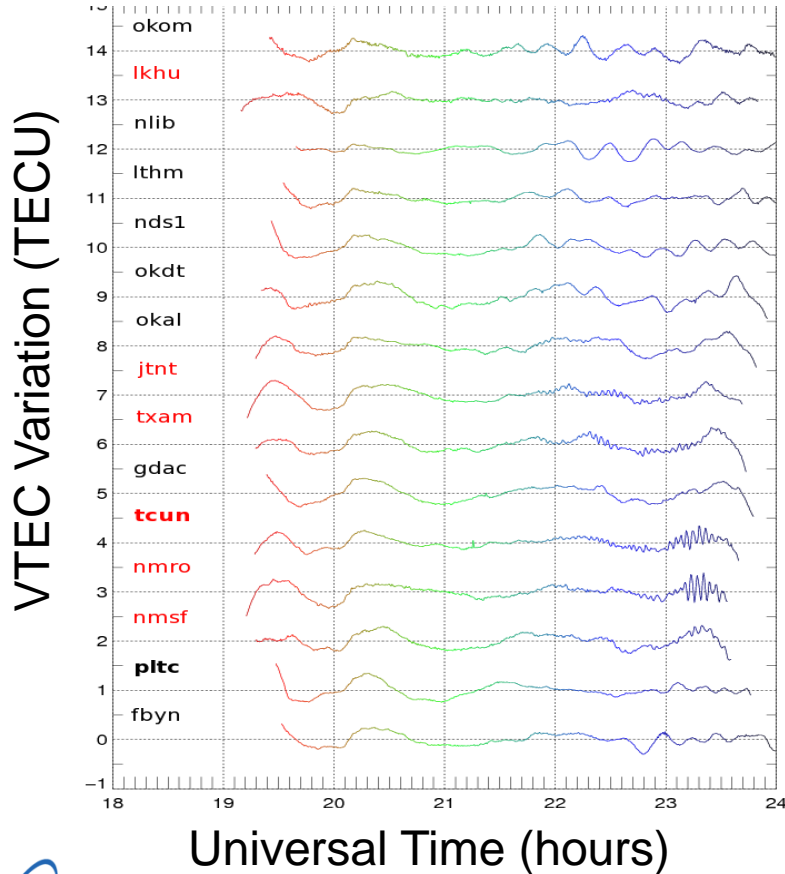 15
okom
14
lkhu
13
nlib
12
lthm
11
nds1
10
okdt
9
okal
8
jtnt
7
txam
6
gdac
5
tcun
4
nmro
3
nmsf
2
pltc
1
fbyn
0
−1
18 19 20 21 22 23 24
VTEC Variation (TECU)
Universal Time (hours)